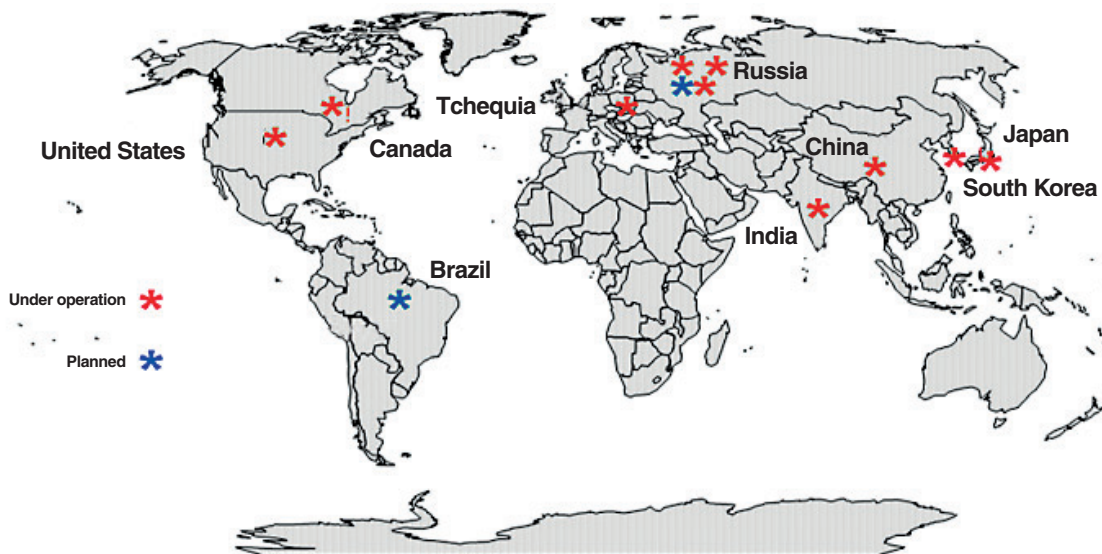 Russia
Tchequia
Japan
United States
Canada
China
South Korea
India
Brazil
Under operation
Planned